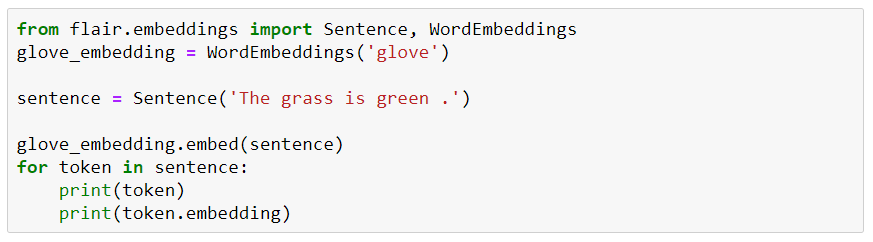 from flair.embeddings import Sentence, WordEmbeddings
glove_embedding = WordEmbeddings('glove')
sentence = Sentence('The grass is green .')
glove_embedding.embed(sentence)
for token in sentence:
    print(token)
    print(token.embedding)